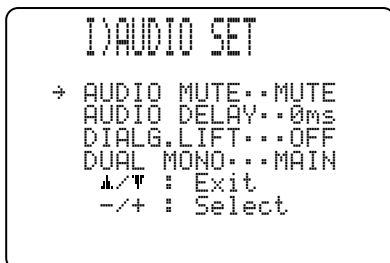 1)AUDIO SET
→ AUDIO MUTE··MUTE
AUDIO DELAY··0ms
DIALG.LIFT···OFF
DUAL MONO···MAIN
▲/▼ : Exit
-/+ : Select